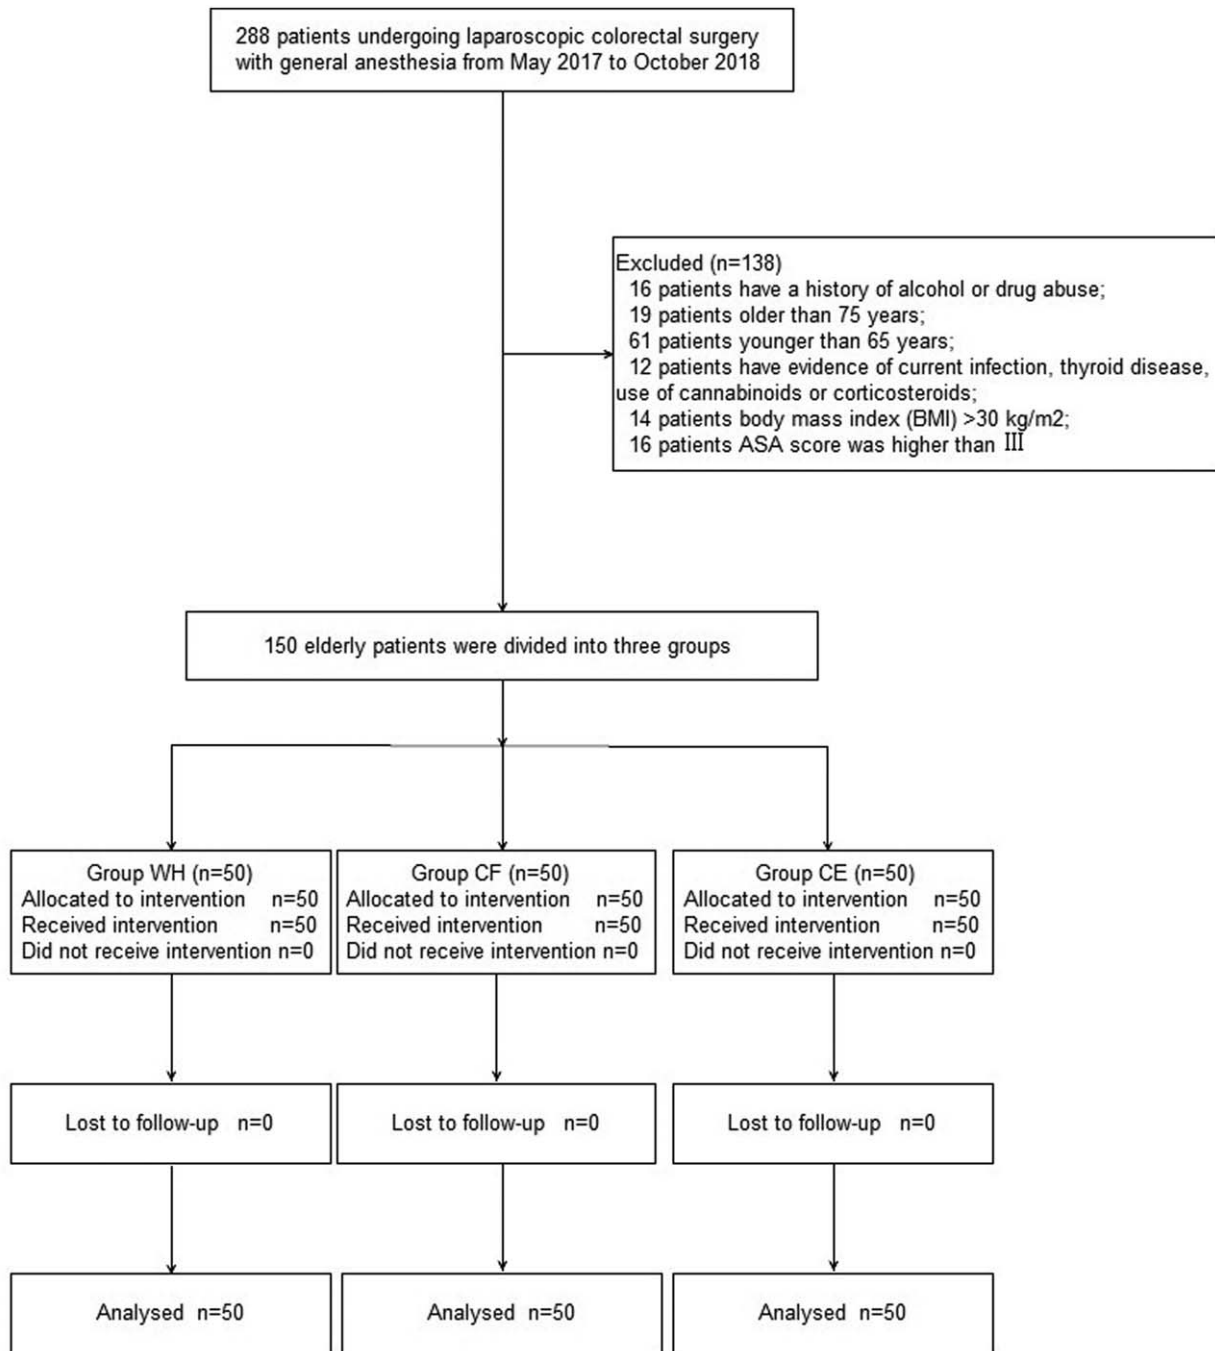 288 patients undergoing laparoscopic colorectal surgery
with general anesthesia from May 2017 to October 2018
Excluded (n=138)
16 patients have a history of alcohol or drug abuse;
19 patients older than 75 years;
61 patients younger than 65 years;
12 patients have evidence of current infection, thyroid disease,
use of cannabinoids or corticosteroids;
14 patients body mass index (BMI) >30 kg/m2;
16 patients ASA score was higher than III
150 elderly patients were divided into three groups
Group WH (n=50)
Allocated to intervention n=50
Received intervention n=50
Did not receive intervention n=0
Group CF (n=50)
Allocated to intervention n=50
Received intervention n=50
Did not receive intervention n=0
Group CE (n=50)
Allocated to intervention n=50
Received intervention n=50
Did not receive intervention n=0
Lost to follow-up n=0
Lost to follow-up n=0
Lost to follow-up n=0
Analysed n=50
Analysed n=50
Analysed n=50